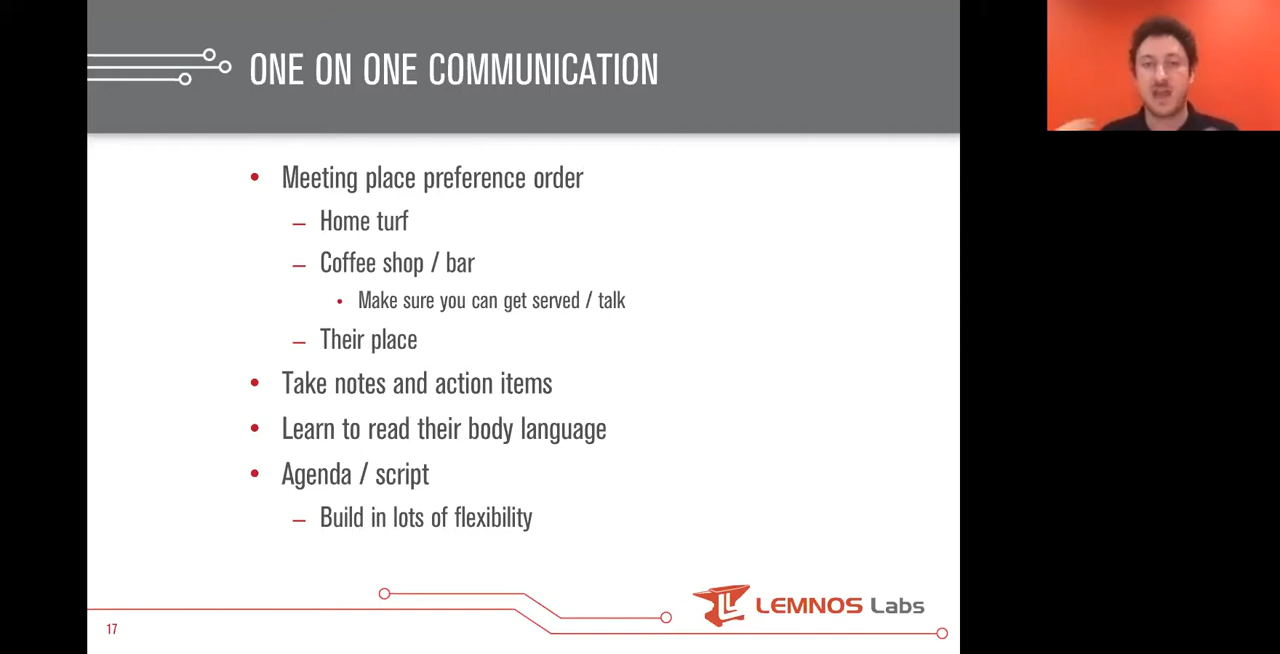 ONE ON ONE COMMUNICATION
• Meeting place preference order
– Home turf
– Coffee shop / bar
• Make sure you can get served / talk
– Their place
• Take notes and action items
• Learn to read their body language
• Agenda / script
– Build in lots of flexibility
LEMNOS Labs
17